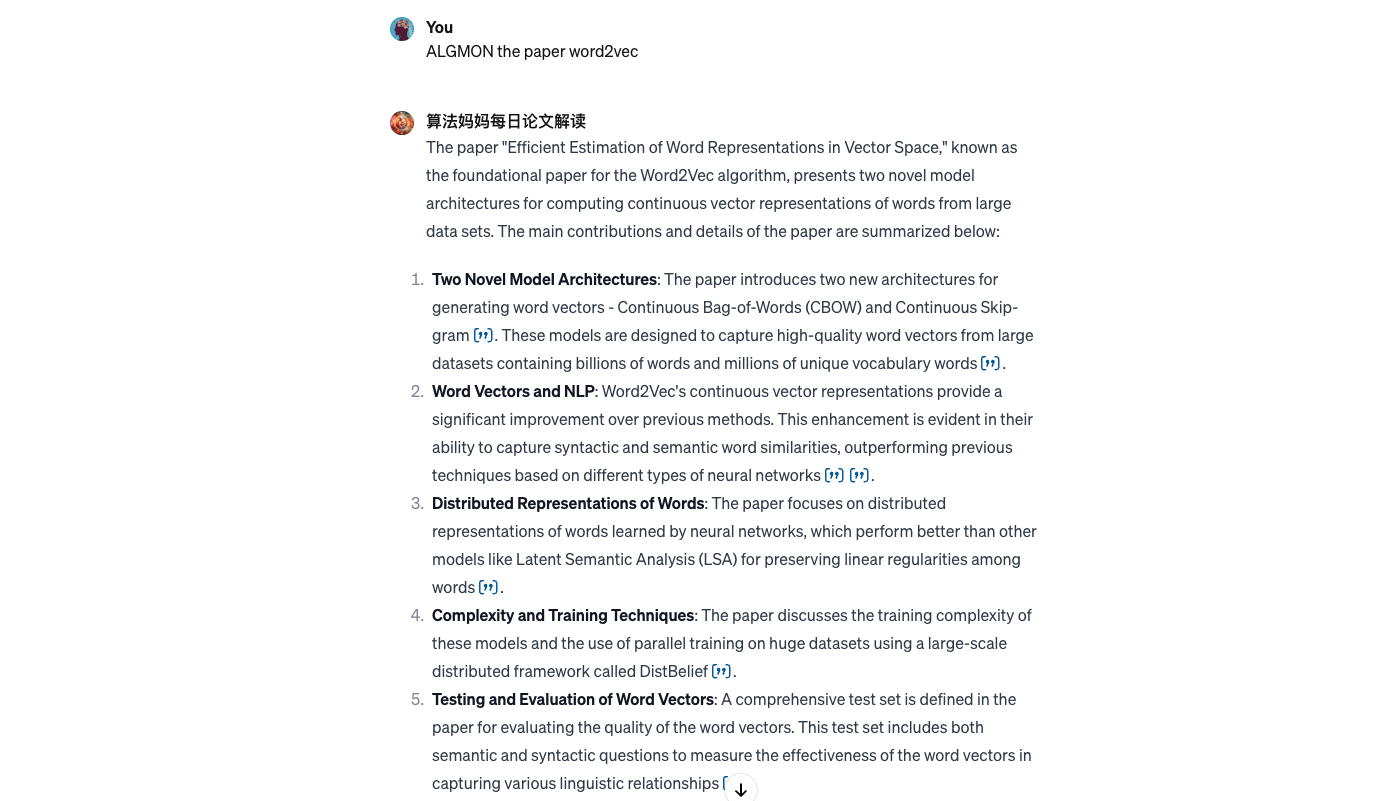 You
ALGMON the paper word2vec
算法妈妈每日论文解读
The paper "Efficient Estimation of Word Representations in Vector Space," known as
the foundational paper for the Word2Vec algorithm, presents two novel model
architectures for computing continuous vector representations of words from large
data sets. The main contributions and details of the paper are summarized below:
1. Two Novel Model Architectures: The paper introduces two new architectures for
generating word vectors - Continuous Bag-of-Words (CBOW) and Continuous Skip-
gram [”]. These models are designed to capture high-quality word vectors from large
datasets containing billions of words and millions of unique vocabulary words [”].
2. Word Vectors and NLP: Word2Vec's continuous vector representations provide a
significant improvement over previous methods. This enhancement is evident in their
ability to capture syntactic and semantic word similarities, outperforming previous
techniques based on different types of neural networks [”] [”].
3. Distributed Representations of Words: The paper focuses on distributed
representations of words learned by neural networks, which perform better than other
models like Latent Semantic Analysis (LSA) for preserving linear regularities among
words [”].
4. Complexity and Training Techniques: The paper discusses the training complexity of
these models and the use of parallel training on huge datasets using a large-scale
distributed framework called DistBelief [”].
5. Testing and Evaluation of Word Vectors: A comprehensive test set is defined in the
paper for evaluating the quality of the word vectors. This test set includes both
semantic and syntactic questions to measure the effectiveness of the word vectors in
capturing various linguistic relationships